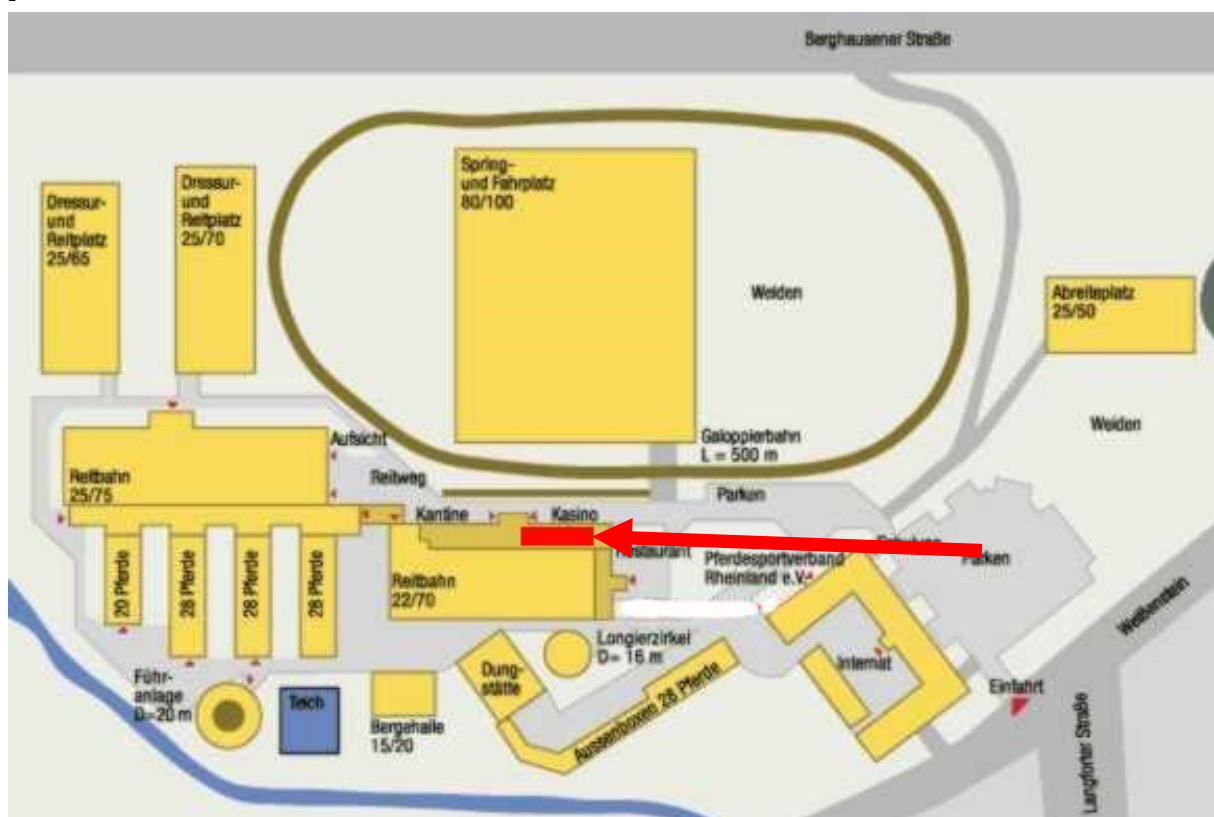 Berghausener Straße
Dressur-
und
Reitplatz
25/65
Dressur-
und
Reitplatz
25/70
Spring-
und Fahrplatz
80/100
Weiden
Abreiteplatz
25/50
Weiden
Galoppierbahn
L = 500 m
Aufsicht
Reitweg
Reitbahn
25/75
Parken
Kantine
Kasino
Pferdesportverband
Rheinland e.V.
Parken
Reitbahn
22/70
20 Pferde
28 Pferde
28 Pferde
28 Pferde
Longierzirkel
D= 16 m
Internat
Weißenstein
Einfahrt
Führ-
anlage
D=20 m
Teich
Dung-
stätte
Bergehalle
15/20
Aussenboxen 28 Pferde
Langforter Straße